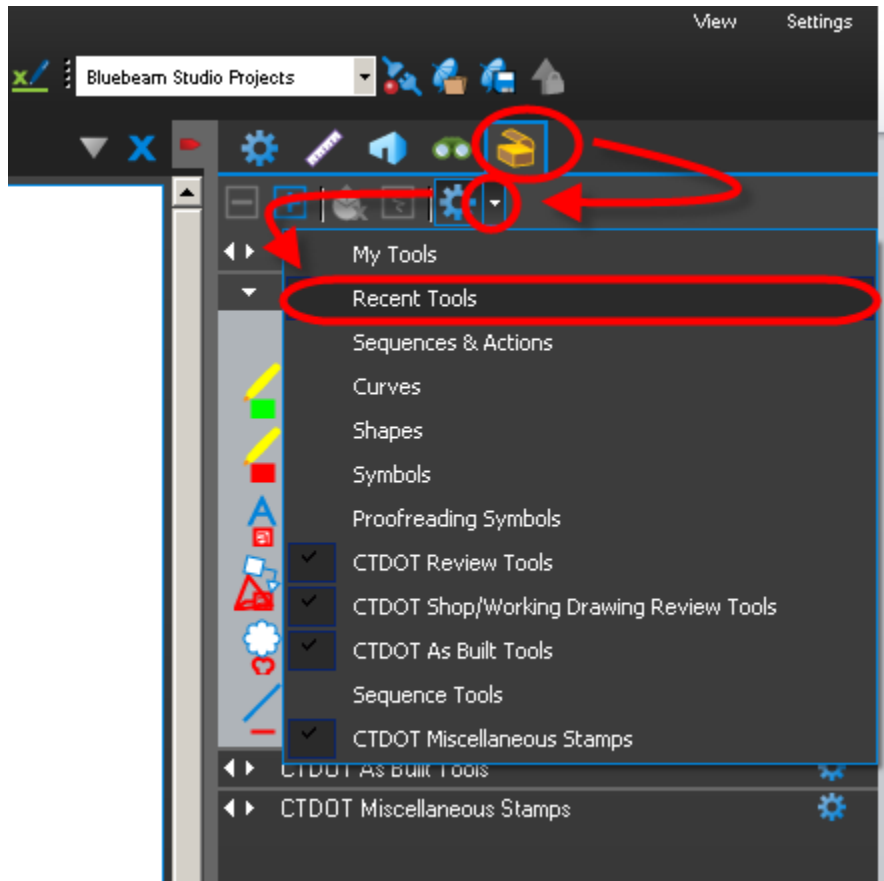 View Settings
Bluebeam Studio Projects
My Tools
Recent Tools
Sequences & Actions
Curves
Shapes
Symbols
Proofreading Symbols
CTDOT Review Tools
CTDOT Shop/Working Drawing Review Tools
CTDOT As Built Tools
Sequence Tools
CTDOT Miscellaneous Stamps
CTDOT As Built Tools
CTDOT Miscellaneous Stamps